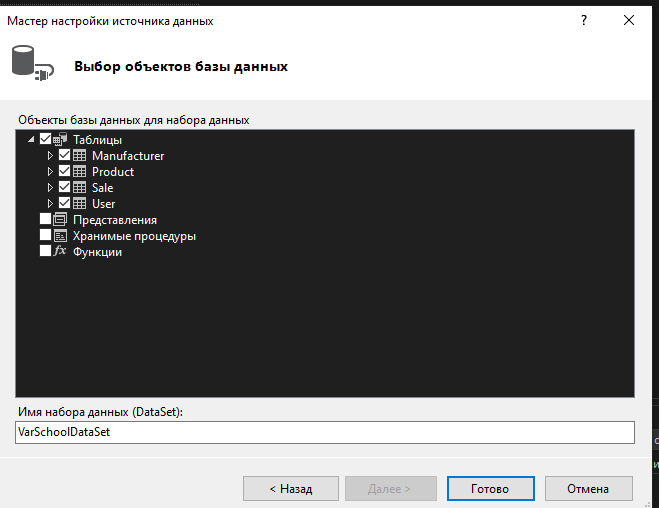 Мастер настройки источника данных
?
Выбор объектов базы данных
Объекты базы данных для набора данных
Таблицы
Manufacturer
Product
Sale
User
Представления
Хранимые процедуры
fx Функции
Имя набора данных (DataSet):
VarSchoolDataSet
< Назад Далее > Готово Отмена